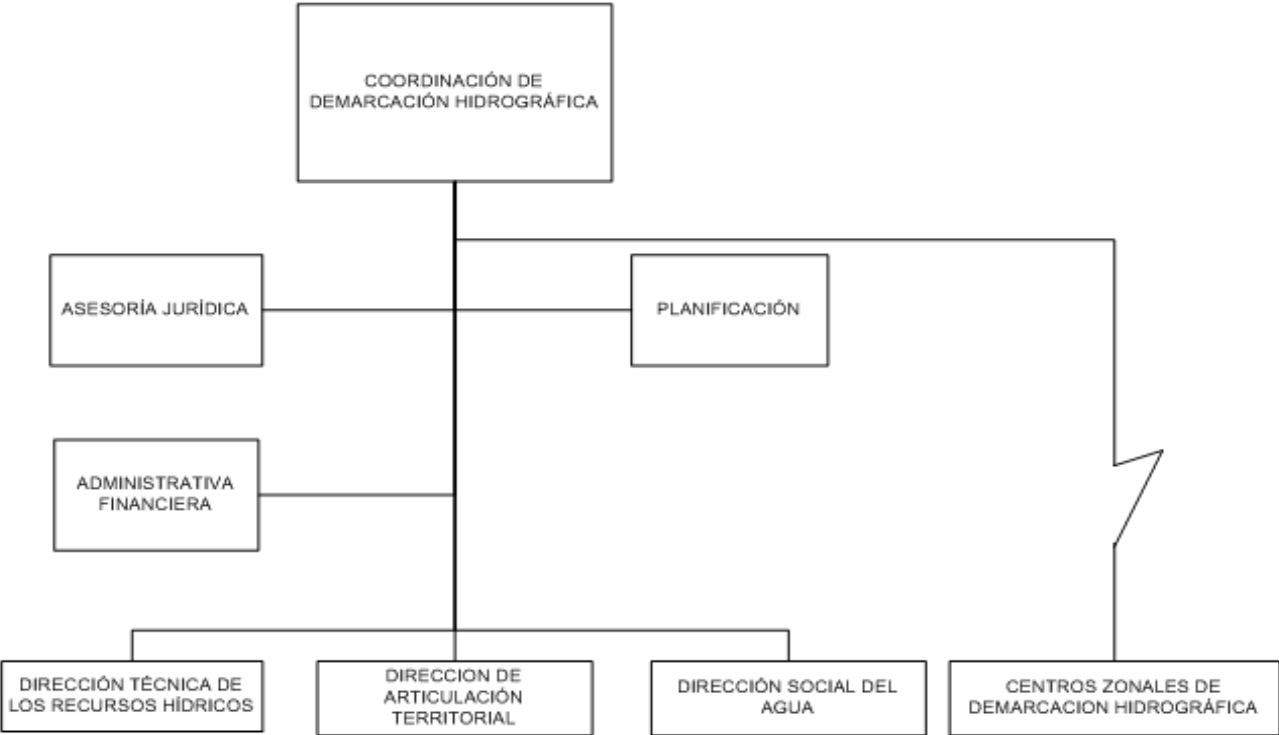 COORDINACIÓN DE
DEMARCACIÓN HIDROGRÁFICA
ASESORÍA JURÍDICA
PLANIFICACIÓN
ADMINISTRATIVA
FINANCIERA
DIRECCIÓN TÉCNICA DE
LOS RECURSOS HÍDRICOS
DIRECCION DE
ARTICULACIÓN
TERRITORIAL
DIRECCIÓN SOCIAL DEL
AGUA
CENTROS ZONALES DE
DEMARCACION HIDROGRÁFICA